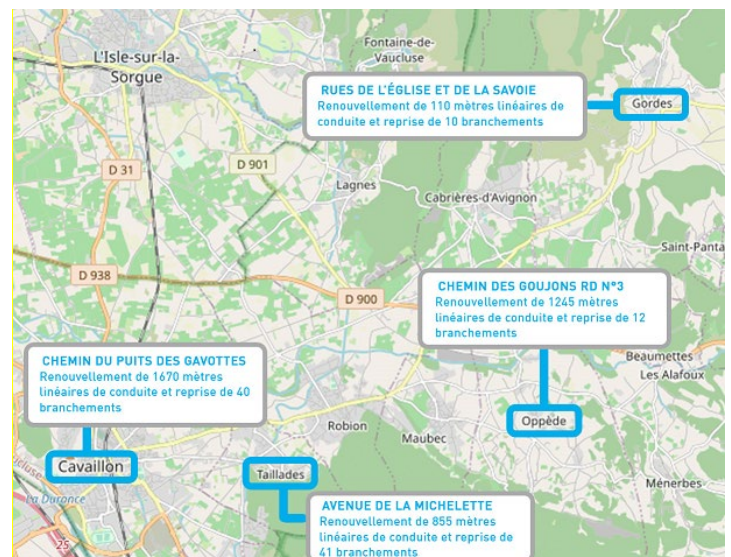 L'Isle-sur-la-
Sorgue
Fontaine-de-
Vaucluse
RUES DE L'ÉGLISE ET DE LA SAVOIE
Renouvellement de 110 mètres linéaires de
conduite et reprise de 10 branchements
Gordes
D 31
D 901
Lagnes
Cabrières-d'Avignon
Saint-Panta
D 938
D 900
CHEMIN DES GOUJONS RD N°3
Renouvellement de 1245 mètres
linéaires de conduite et reprise de 12
branchements
CHEMIN DU PUITS DES GAVOTTES
Renouvellement de 1670 mètres
linéaires de conduite et reprise de 40
branchements
Beaumettes
Les Alafoux
Robion
Maubec
Oppède
Cavaillon
Taillades
Ménerbes
La Durance
AVENUE DE LA MICHELETTE
Renouvellement de 855 mètres
linéaires de conduite et reprise de
41 branchements
25